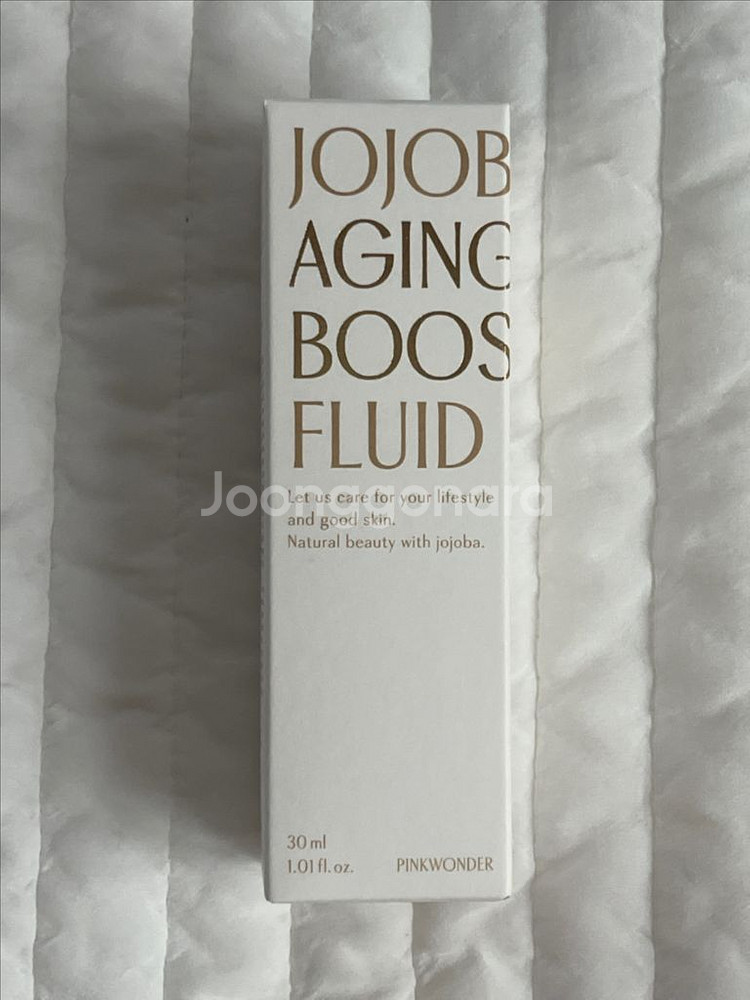 JOJOB
AGING
BOOS
FLUID
Let us care for your lifestyle
and good skin.
Natural beauty with jojoba.
Joonggonara
30 ml
1.01 fl. oz.
PINKWONDER